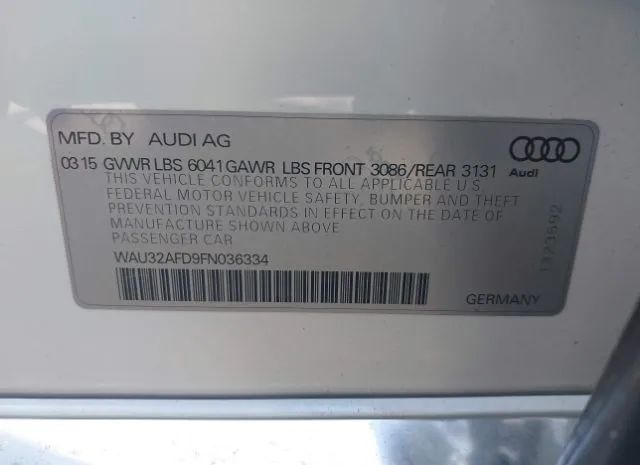 MFD. BY AUDI AG
0315 GVWR LBS 6041 GAWR LBS FRONT 3086/REAR 3131
Audi
THIS VEHICLE CONFORMS TO ALL APPLICABLE U.S.
FEDERAL MOTOR VEHICLE SAFETY, BUMPER AND THEFT
PREVENTION STANDARDS IN EFFECT ON THE DATE OF
MANUFACTURE SHOWN ABOVE
PASSENGER CAR
WAU32AFD9FN036334
GERMANY
1323592